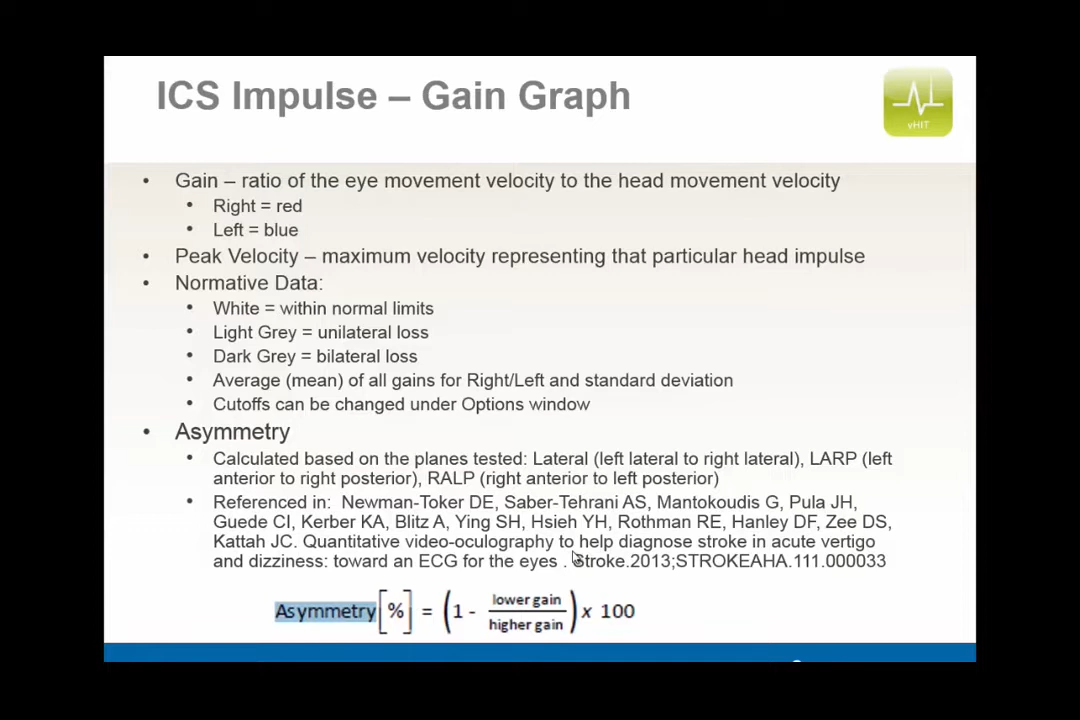 ICS Impulse – Gain Graph
vHIT
• Gain – ratio of the eye movement velocity to the head movement velocity
• Right = red
• Left = blue
• Peak Velocity – maximum velocity representing that particular head impulse
• Normative Data:
• White = within normal limits
• Light Grey = unilateral loss
• Dark Grey = bilateral loss
• Average (mean) of all gains for Right/Left and standard deviation
• Cutoffs can be changed under Options window
• Asymmetry
• Calculated based on the planes tested: Lateral (left lateral to right lateral), LARP (left
anterior to right posterior), RALP (right anterior to left posterior)
• Referenced in: Newman-Toker DE, Saber-Tehrani AS, Mantokoudis G, Pula JH,
Guede CI, Kerber KA, Blitz A, Ying SH, Hsieh YH, Rothman RE, Hanley DF, Zee DS,
Kattah JC. Quantitative video-oculography to help diagnose stroke in acute vertigo
and dizziness: toward an ECG for the eyes . Stroke.2013;STROKEAHA.111.000033
Asymmetry[%] = (1 - lower gain / higher gain) x 100